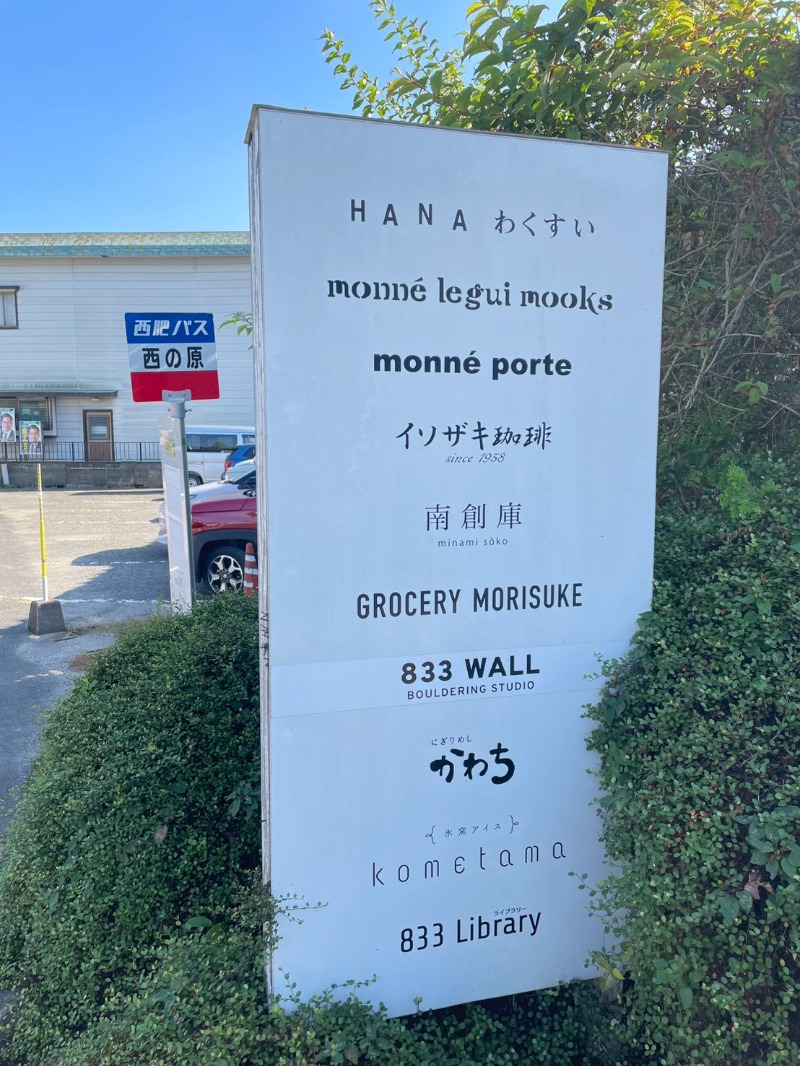 HANA わくすい
monné legui mooks
monné porte
イソザキ珈琲
since 1958
南創庫
minami sōko
GROCERY MORISUKE
833 WALL
BOULDERING STUDIO
にぎりめし
かわち
氷窯アイス
kometama
ライブラリー
833 Library
西肥バス
西の原